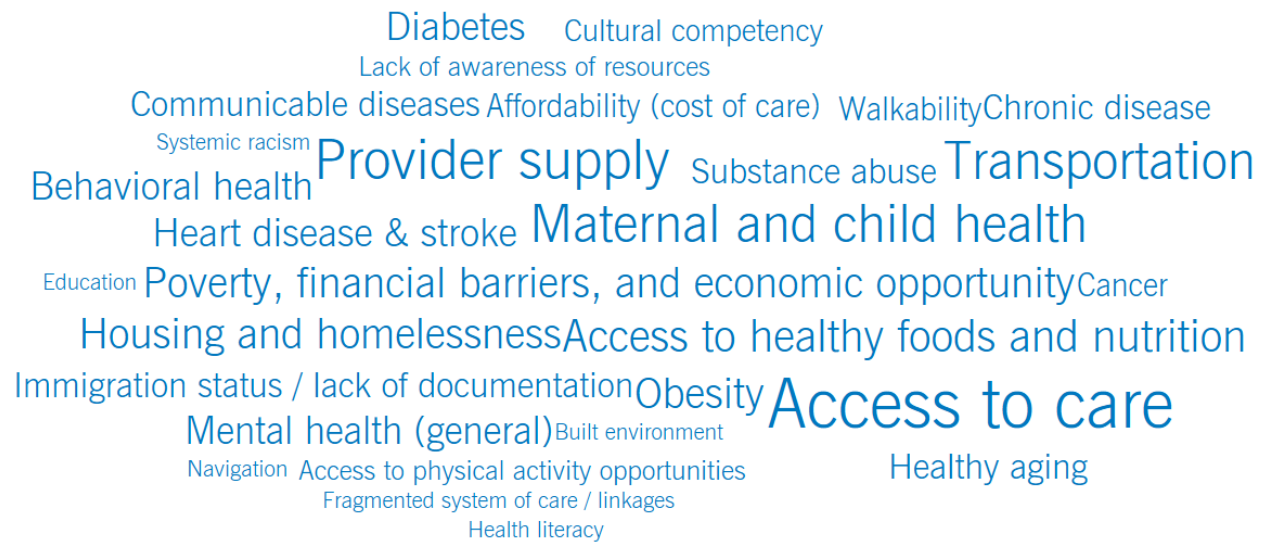 Diabetes Cultural competency
Lack of awareness of resources
Communicable diseases Affordability (cost of care) Walkability Chronic disease
Systemic racism Provider supply Substance abuse Transportation
Behavioral health
Heart disease & stroke Maternal and child health
Education Poverty, financial barriers, and economic opportunity Cancer
Housing and homelessness Access to healthy foods and nutrition
Immigration status / lack of documentation Obesity Access to care
Mental health (general) Built environment
Navigation Access to physical activity opportunities Healthy aging
Fragmented system of care / linkages
Health literacy